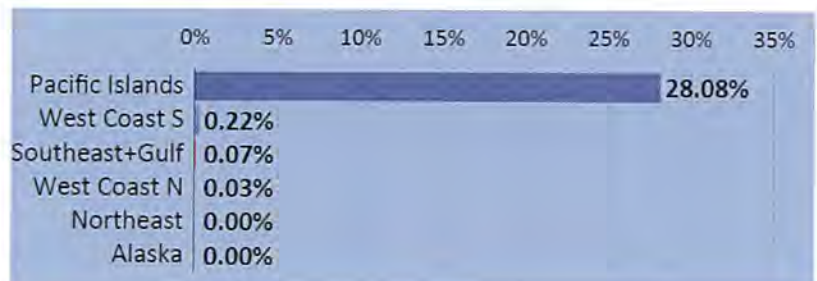 0% 5% 10% 15% 20% 25% 30% 35%
Pacific Islands 28.08%
West Coast S 0.22%
Southeast+Gulf 0.07%
West Coast N 0.03%
Northeast 0.00%
Alaska 0.00%